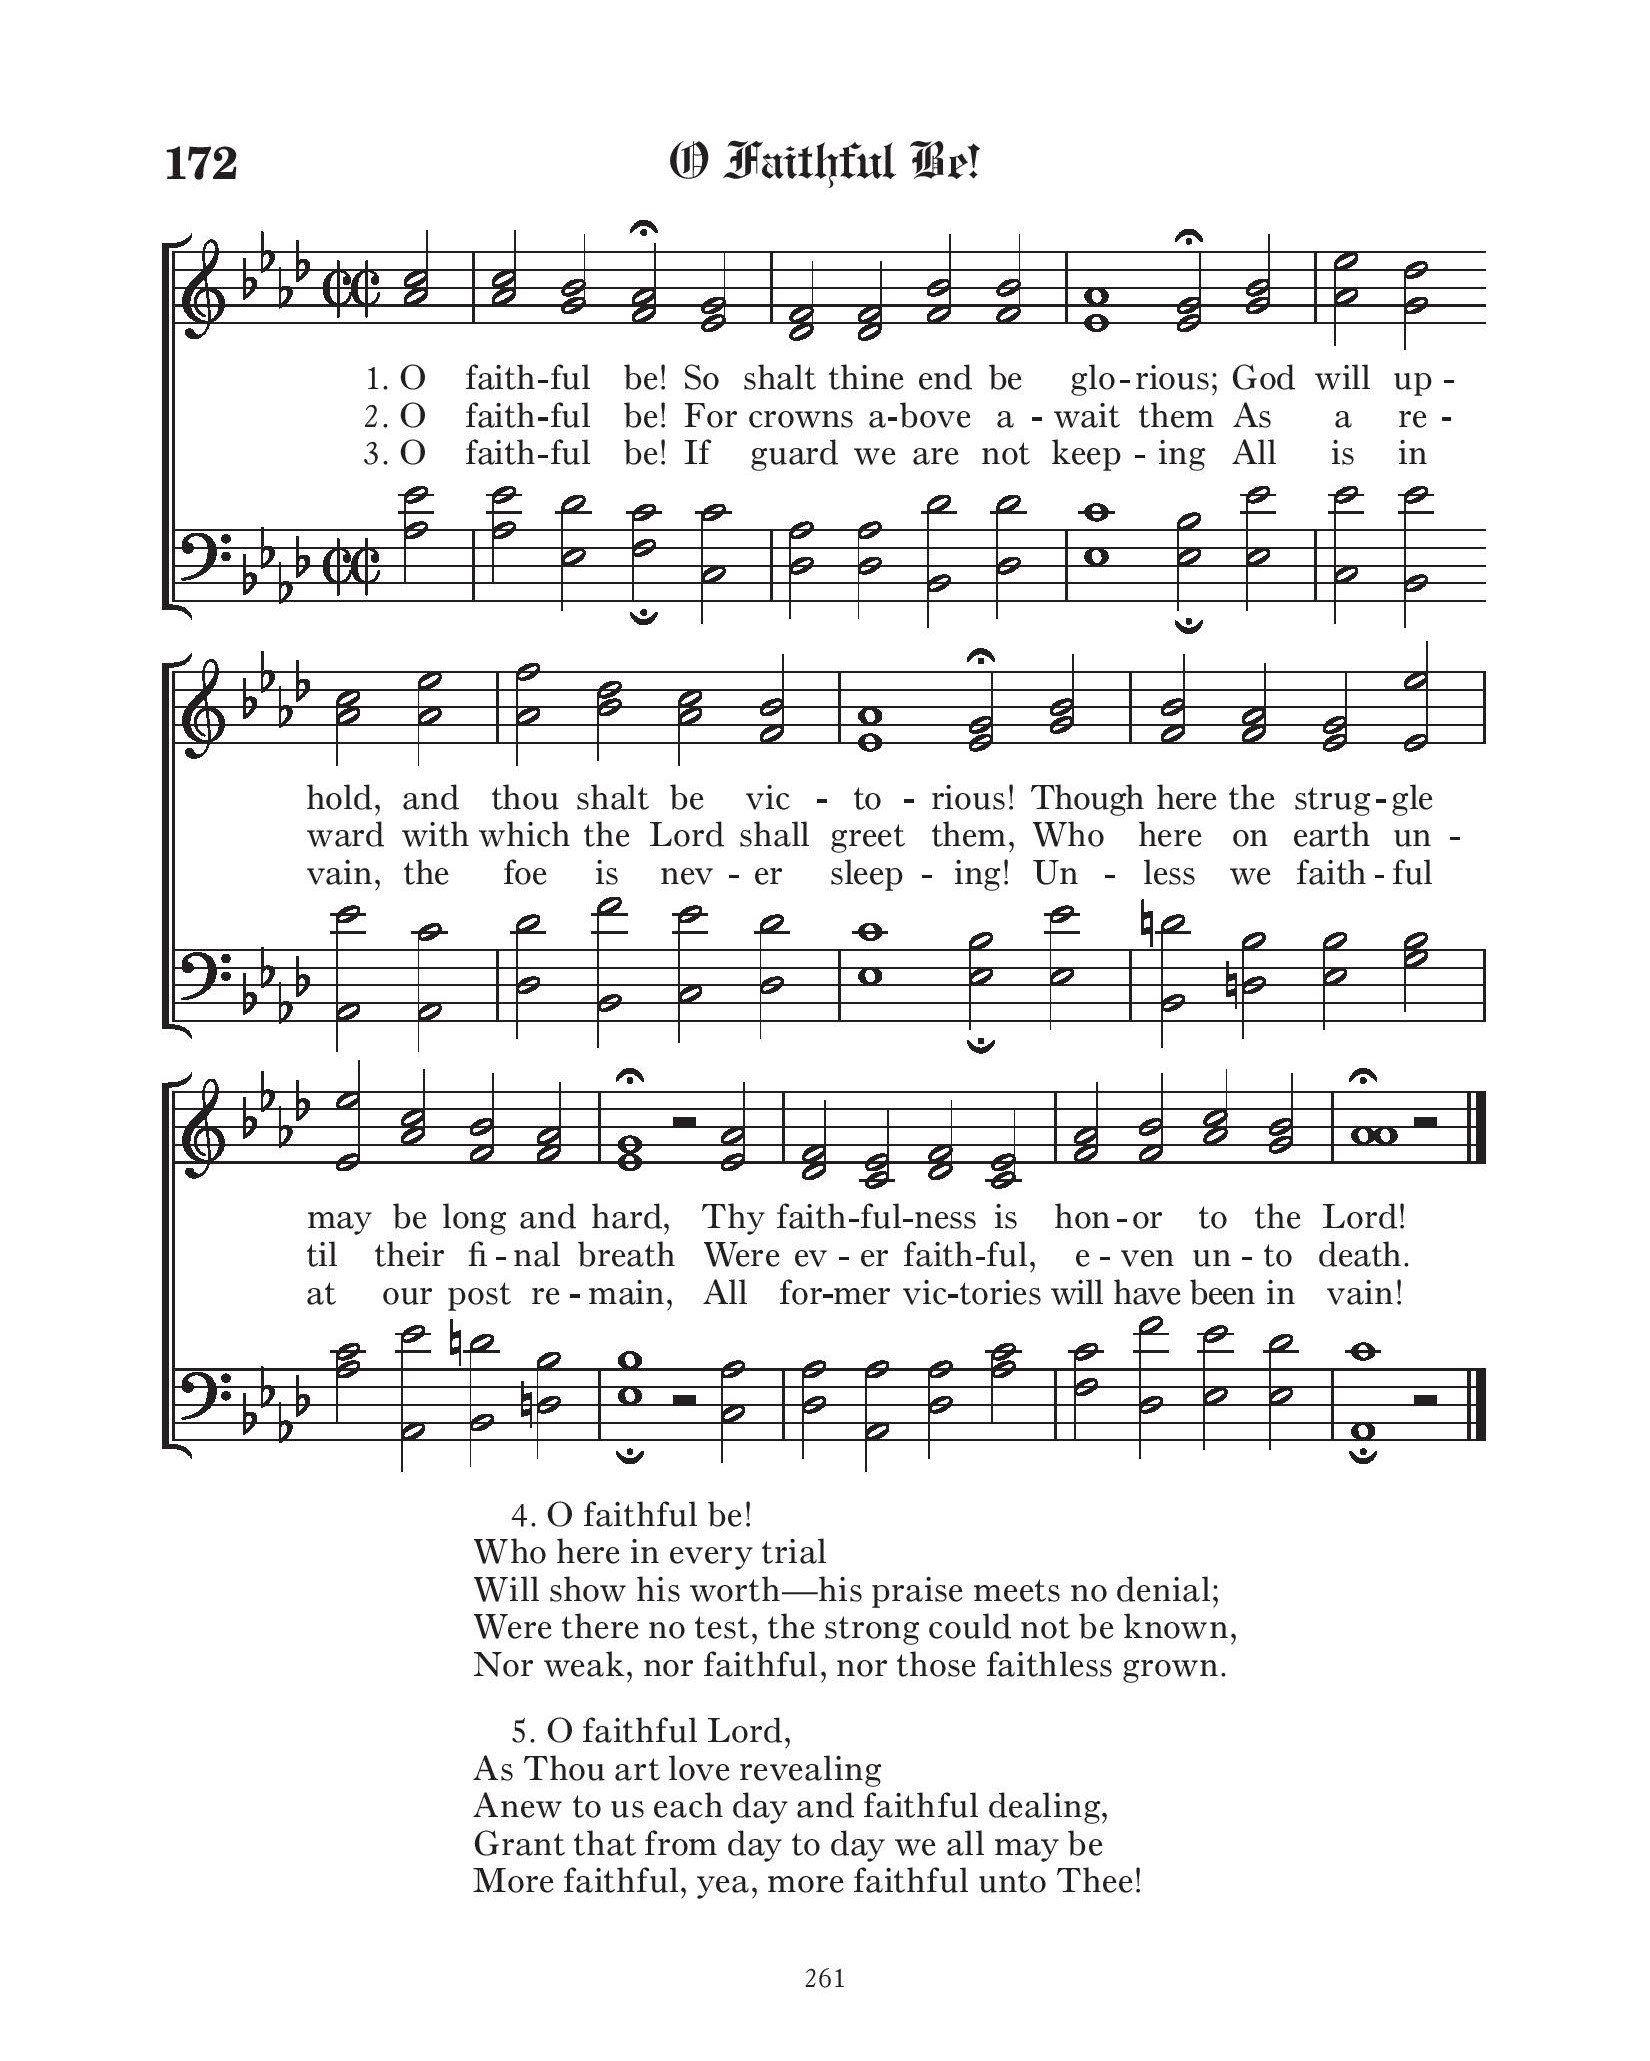 172
O Faithful Be!
1. O faith-ful be! So shalt thine end be glo-rious; God will up-
2. O faith-ful be! For crowns a-bove a-wait them As a re-
3. O faith-ful be! If guard we are not keep-ing All is in
hold, and thou shalt be vic-to-rious! Though here the strug-gle
ward with which the Lord shall greet them, Who here on earth un-
vain, the foe is nev-er sleep-ing! Un-less we faith-ful
may be long and hard, Thy faith-ful-ness is hon-or to the Lord!
til their fi-nal breath Were ev-er faith-ful, e-ven un-to death.
at our post re-main, All for-mer vic-tories will have been in vain!
4. O faithful be!
Who here in every trial
Will show his worth—his praise meets no denial;
Were there no test, the strong could not be known,
Nor weak, nor faithful, nor those faithless grown.
5. O faithful Lord,
As Thou art love revealing
Anew to us each day and faithful dealing,
Grant that from day to day we all may be
More faithful, yea, more faithful unto Thee!
261